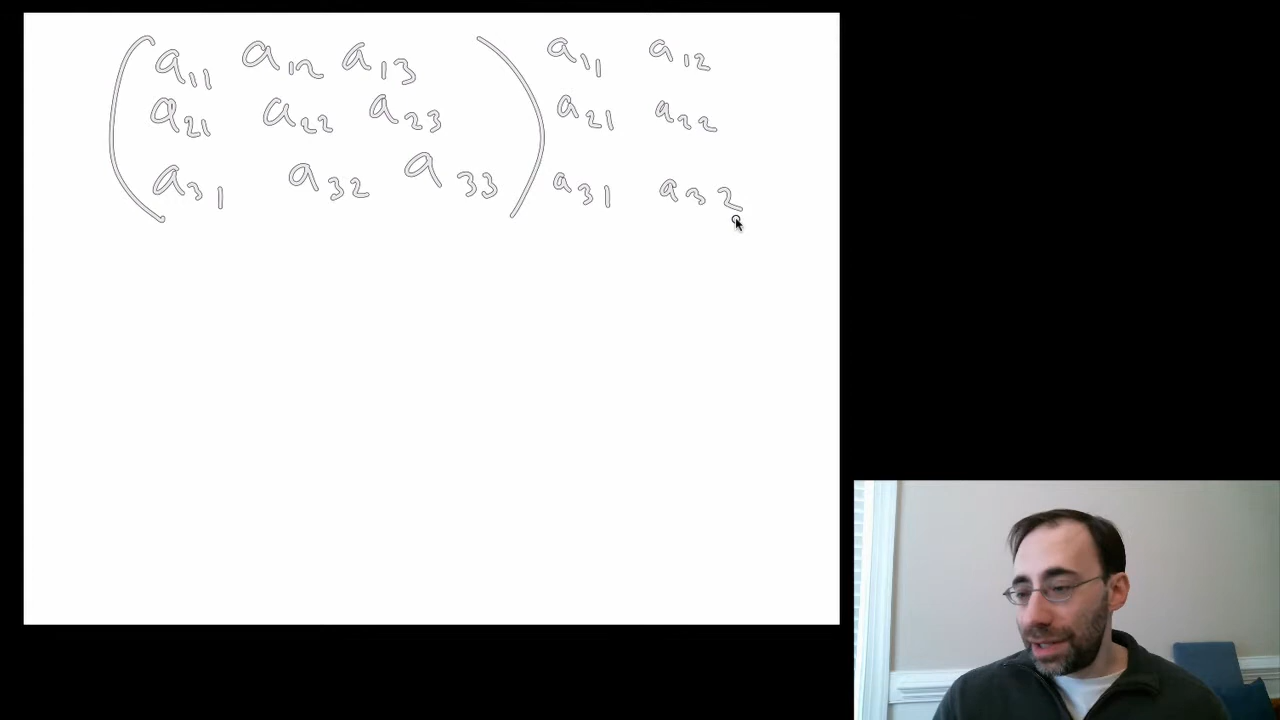 ( a11 a12 a13 ) a11 a12
( a21 a22 a23 ) a21 a22
( a31 a32 a33 ) a31 a32